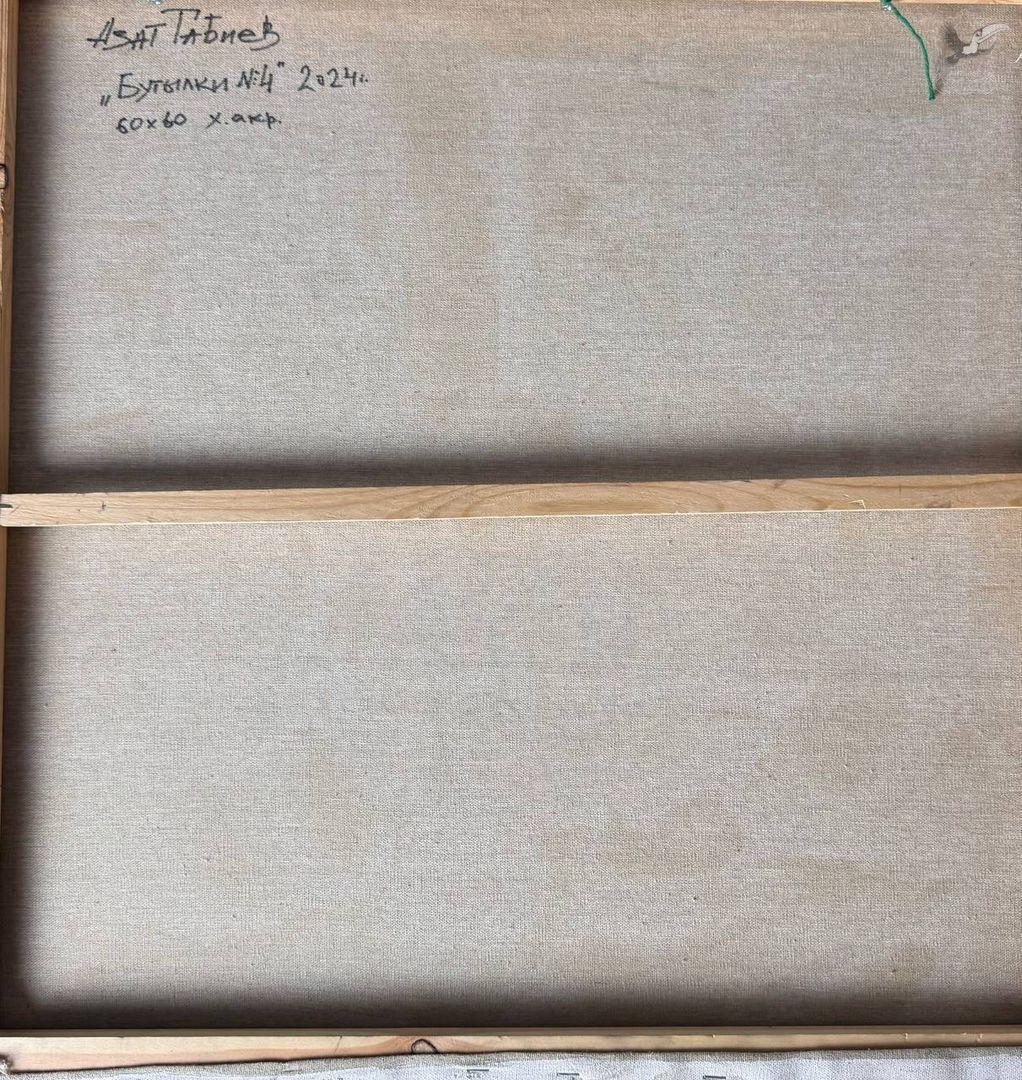 Азат Габиев
„Бутылки №4" 2024г.
60х60 х.акр.